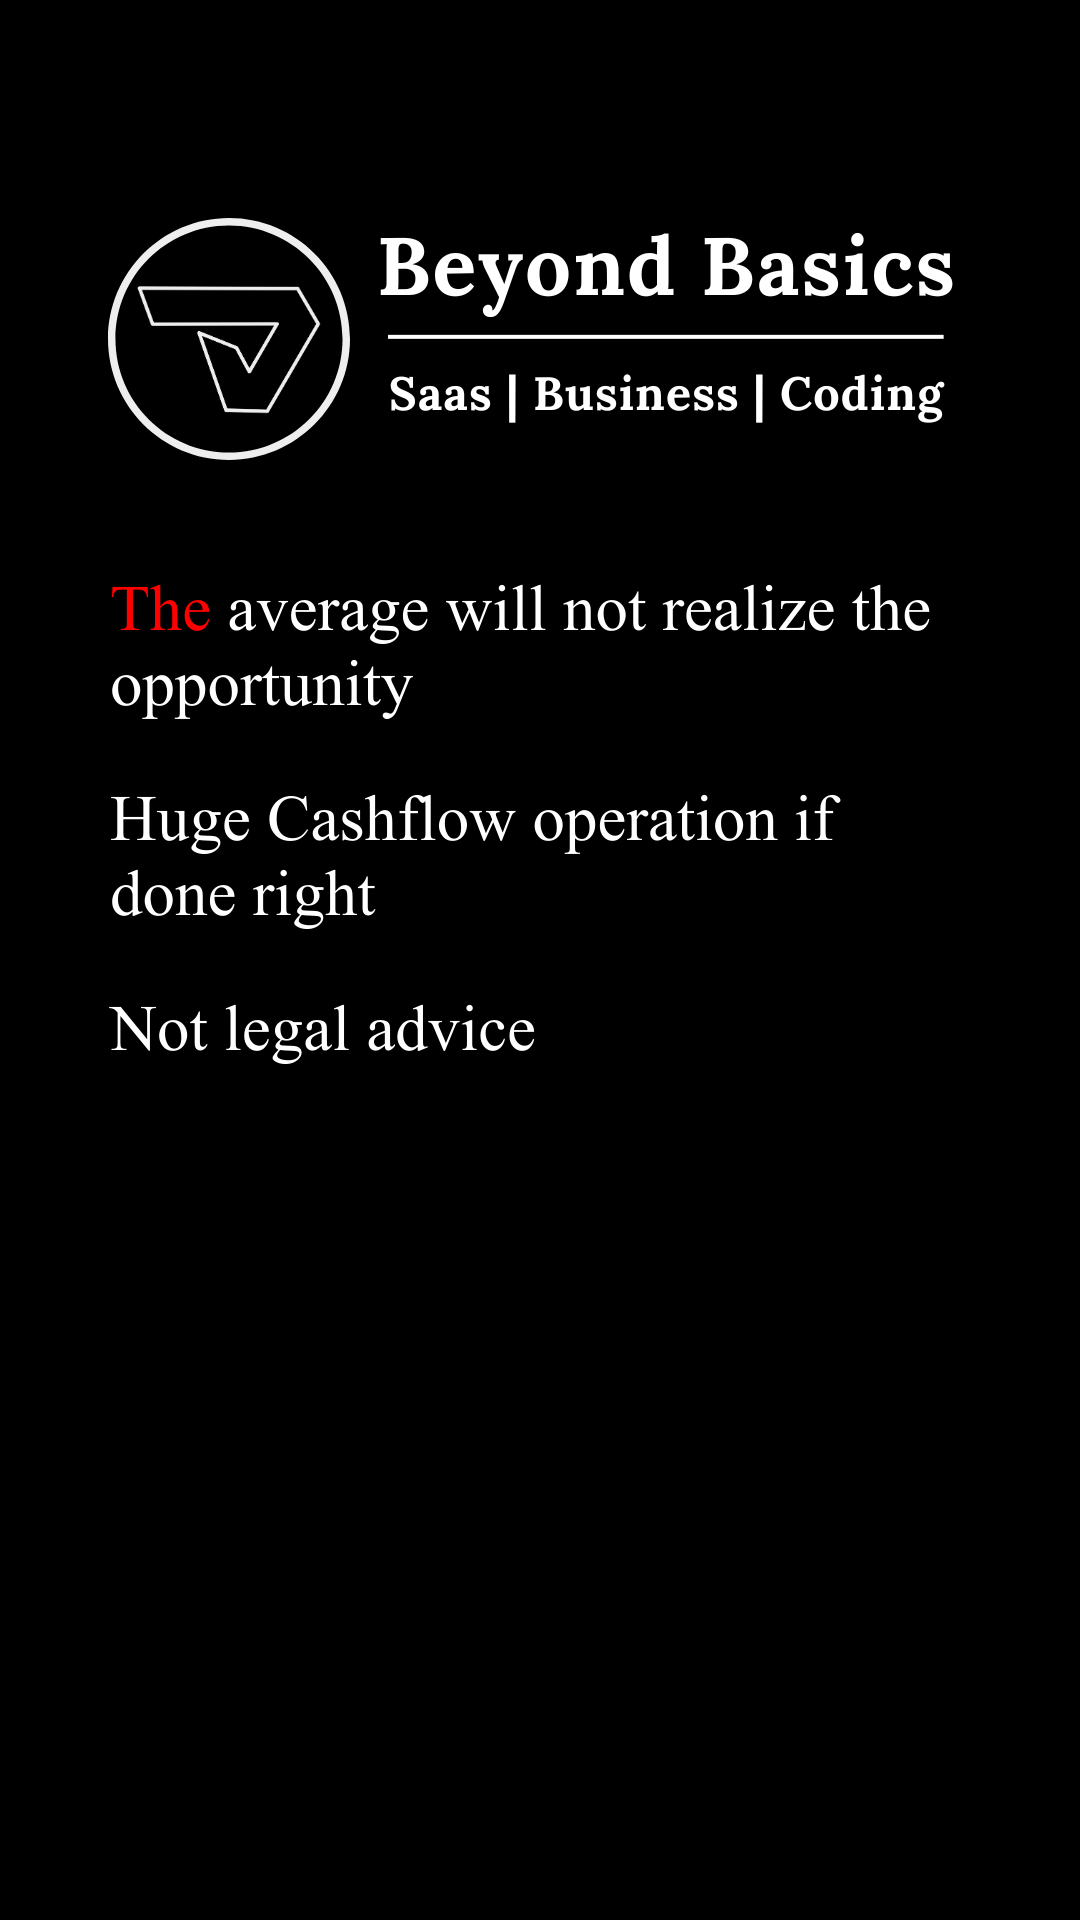 Beyond Basics
Saas | Business | Coding
The average will not realize the
opportunity
Huge Cashflow operation if
done right
Not legal advice